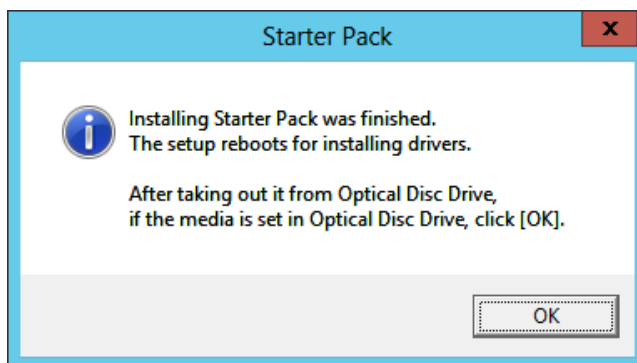 Starter Pack
x
Installing Starter Pack was finished.
The setup reboots for installing drivers.
After taking out it from Optical Disc Drive,
if the media is set in Optical Disc Drive, click [OK].
OK